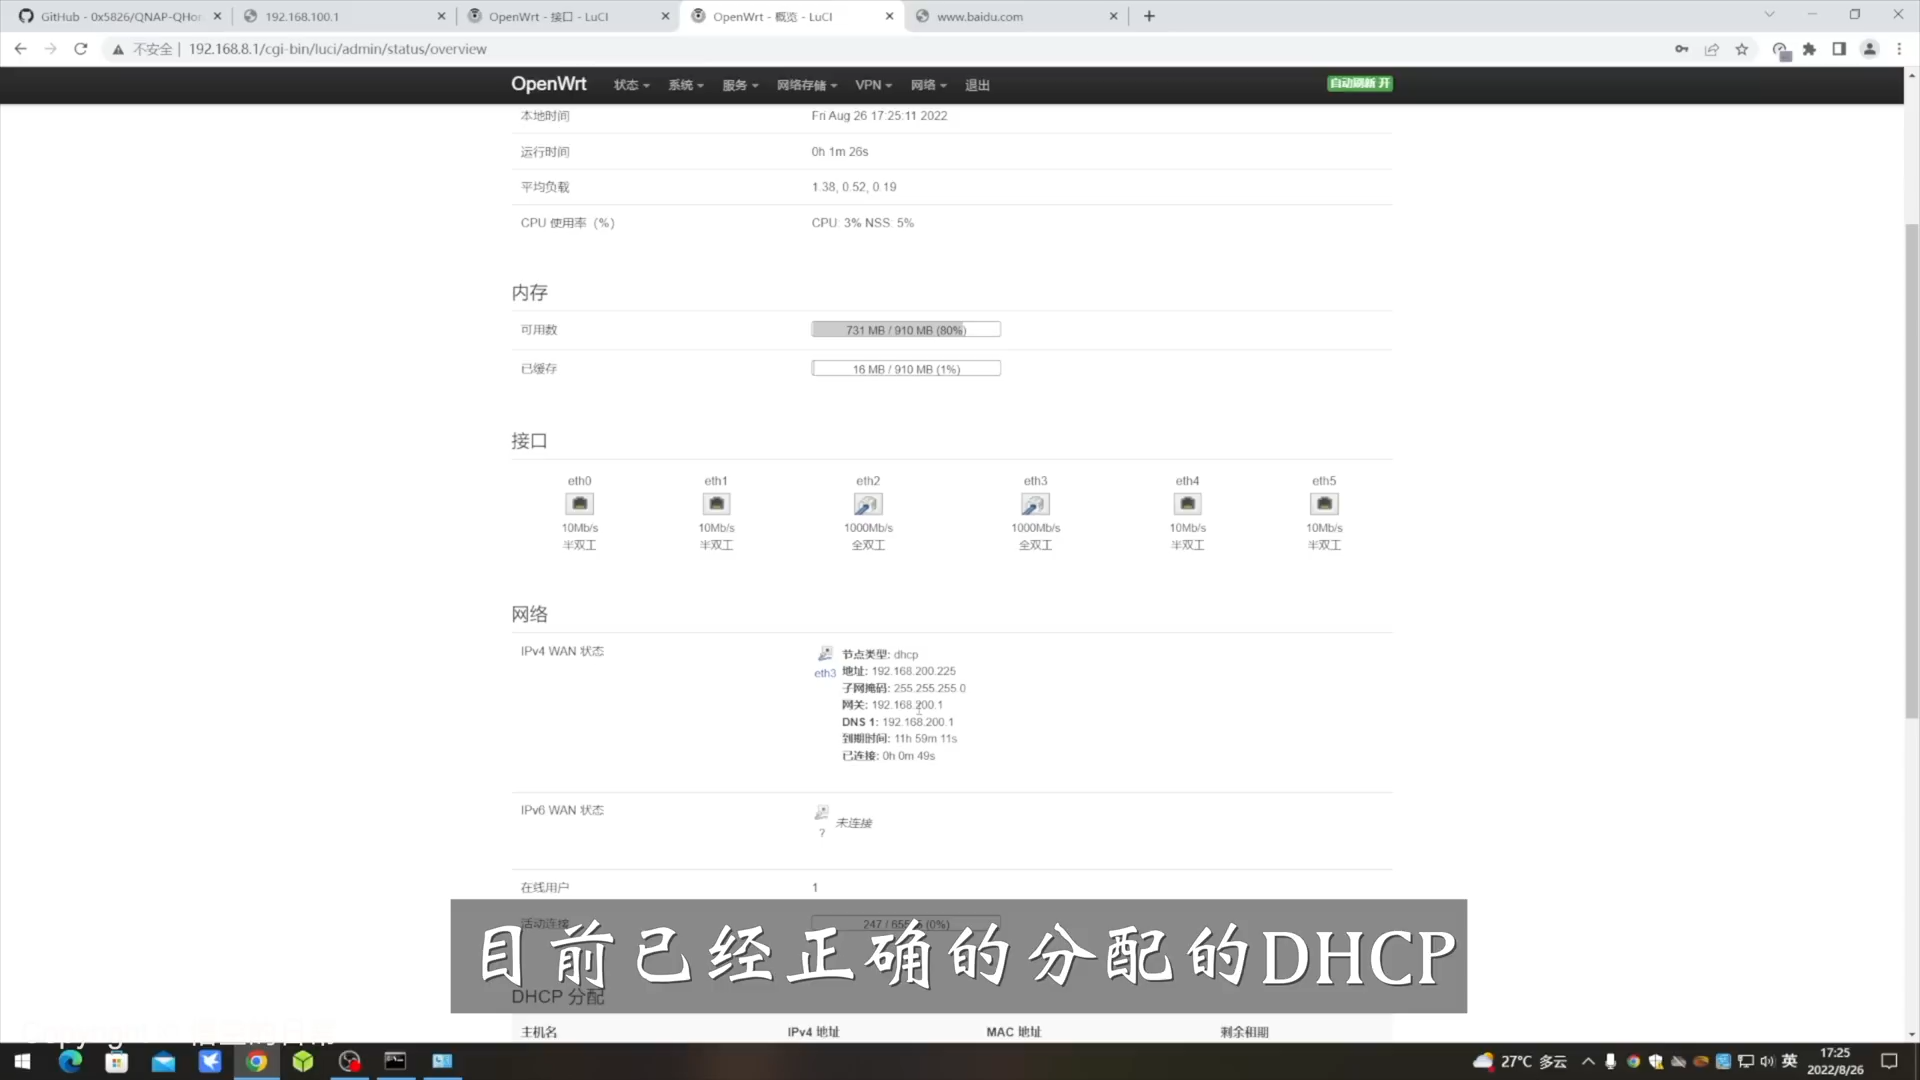 GitHub - 0x5826/QNAP-QHor
192.168.100.1
OpenWrt - 接口 - LuCI
OpenWrt - 概览 - LuCI
www.baidu.com
不安全 | 192.168.8.1/cgi-bin/luci/admin/status/overview
OpenWrt 状态 系统 服务 网络存储 VPN 网络 退出 自动刷新 开
本地时间 Fri Aug 26 17:25:11 2022
运行时间 0h 1m 26s
平均负载 1.38, 0.52, 0.19
CPU 使用率 (%) CPU: 3% NSS: 5%
内存
可用数 731 MB / 910 MB (80%)
已缓存 16 MB / 910 MB (1%)
接口
eth0 eth1 eth2 eth3 eth4 eth5
10Mb/s 10Mb/s 1000Mb/s 1000Mb/s 10Mb/s 10Mb/s
半双工 半双工 全双工 全双工 半双工 半双工
网络
IPv4 WAN 状态
eth3
节点类型: dhcp
地址: 192.168.200.225
子网掩码: 255.255.255.0
网关: 192.168.200.1
DNS 1: 192.168.200.1
到期时间: 11h 59m 11s
已连接: 0h 0m 49s
IPv6 WAN 状态
? 未连接
在线用户 1
活动连接 247 / (0%)
目前已经正确的分配的DHCP
DHCP 分配
主机名 IPv4 地址 MAC 地址 剩余租期
27°C 多云
英
17:25
2022/8/26